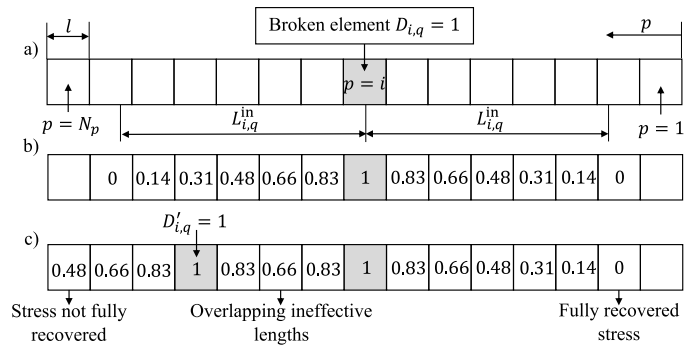 l
Broken element D_{i,q} = 1
p
a)
p = i
p = N_p
L^{in}_{i,q}
L^{in}_{i,q}
p = 1
b)
0 0.14 0.31 0.48 0.66 0.83 1 0.83 0.66 0.48 0.31 0.14 0
D′_{i,q} = 1
c)
0.48 0.66 0.83 1 0.83 0.66 0.83 1 0.83 0.66 0.48 0.31 0.14 0
Stress not fully
recovered
Overlapping ineffective
lengths
Fully recovered
stress